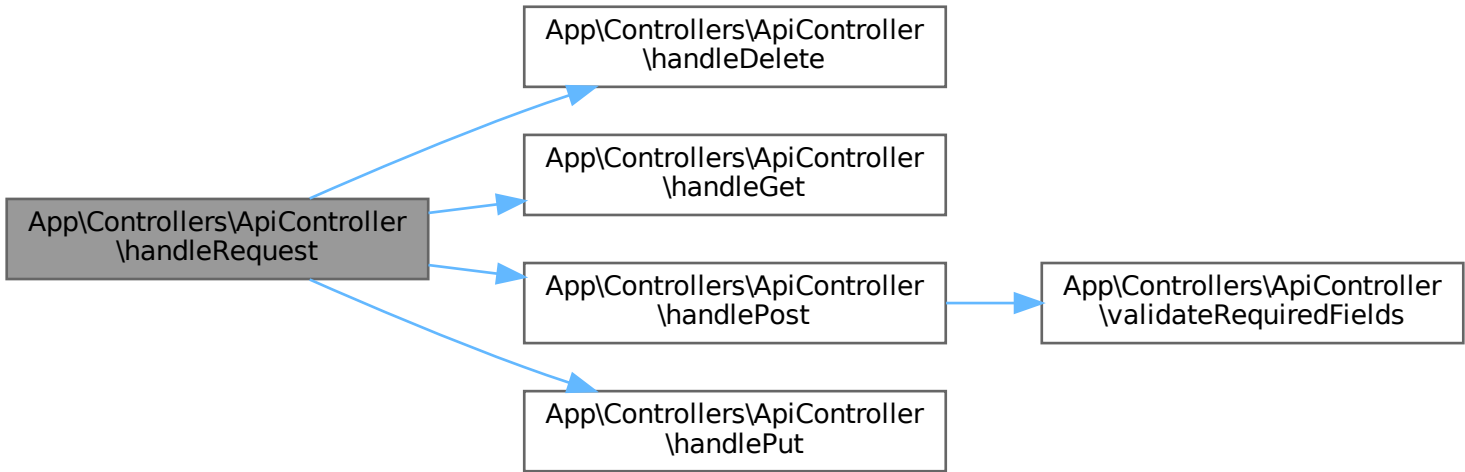 App\Controllers\ApiController
\handleRequest
App\Controllers\ApiController
\handleDelete
App\Controllers\ApiController
\handleGet
App\Controllers\ApiController
\handlePost
App\Controllers\ApiController
\handlePut
App\Controllers\ApiController
\validateRequiredFields